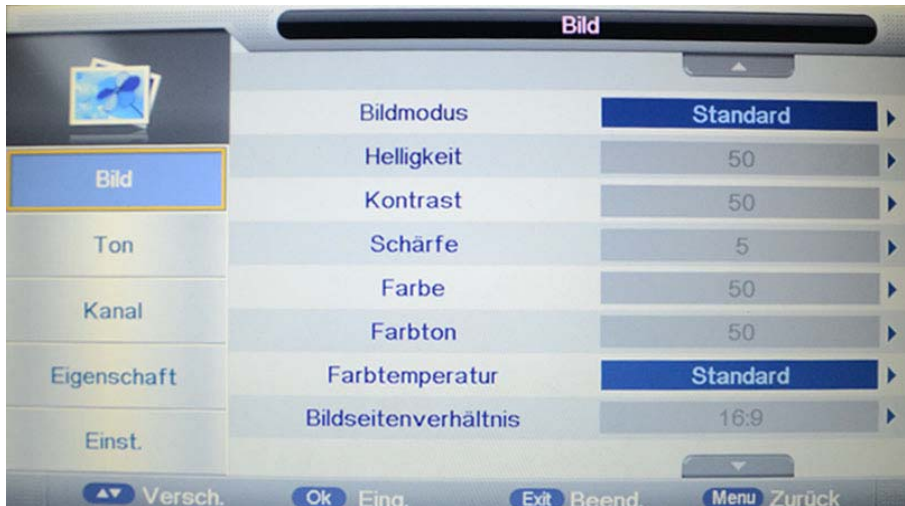 Bild
Bild
Ton
Kanal
Eigenschaft
Einst.
Bildmodus Standard
Helligkeit 50
Kontrast 50
Schärfe 5
Farbe 50
Farbton 50
Farbtemperatur Standard
Bildseitenverhältnis 16:9
Versch. Ok Eing. Exit Beend. Menu Zurück